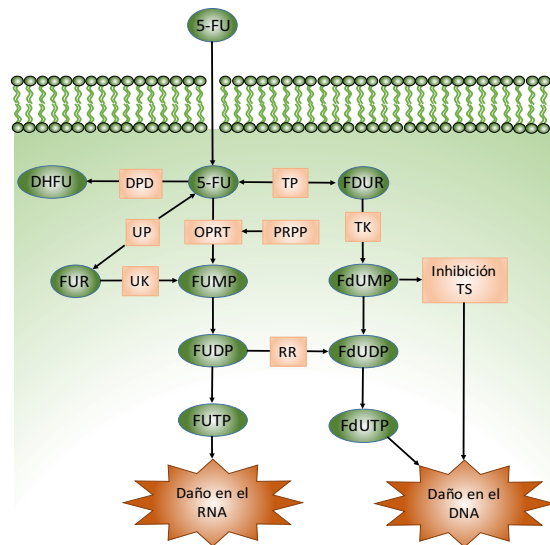 5-FU
DHFU
DPD
5-FU
TP
FDUR
UP
OPRT
PRPP
TK
FUR
UK
FUMP
FdUMP
Inhibición
TS
FUDP
RR
FdUDP
FUTP
FdUTP
Daño en el
RNA
Daño en el
DNA